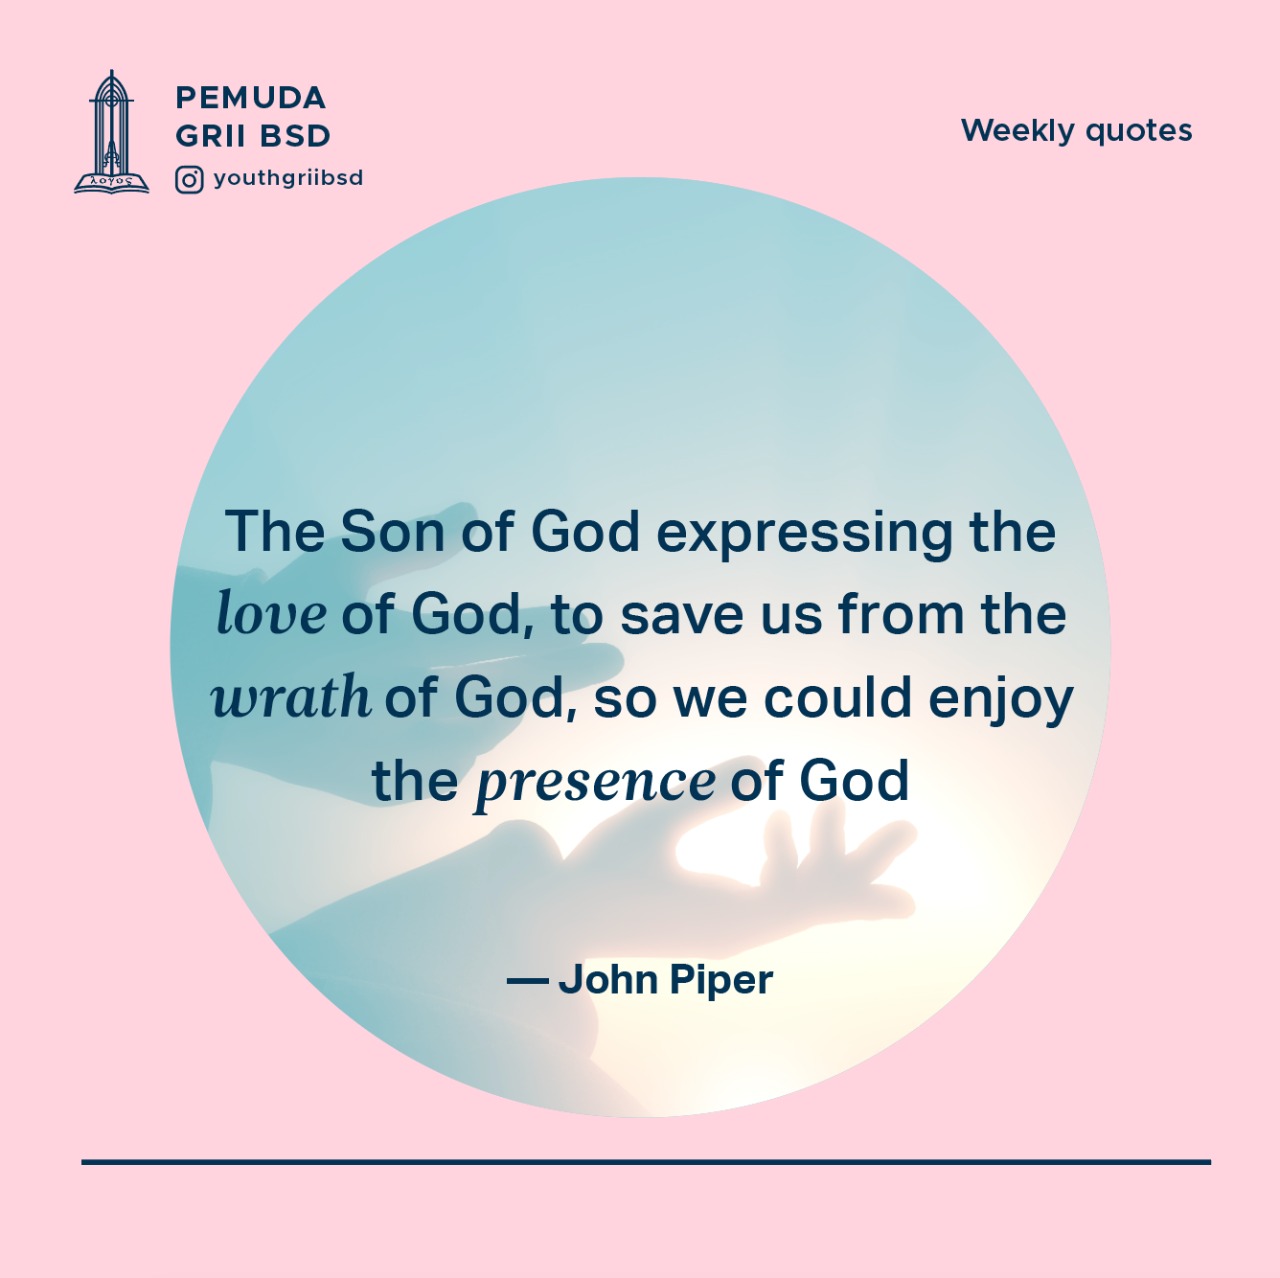 PEMUDA
GRII BSD
youthgriibsd
λογος
Weekly quotes
The Son of God expressing the
love of God, to save us from the
wrath of God, so we could enjoy
the presence of God
— John Piper